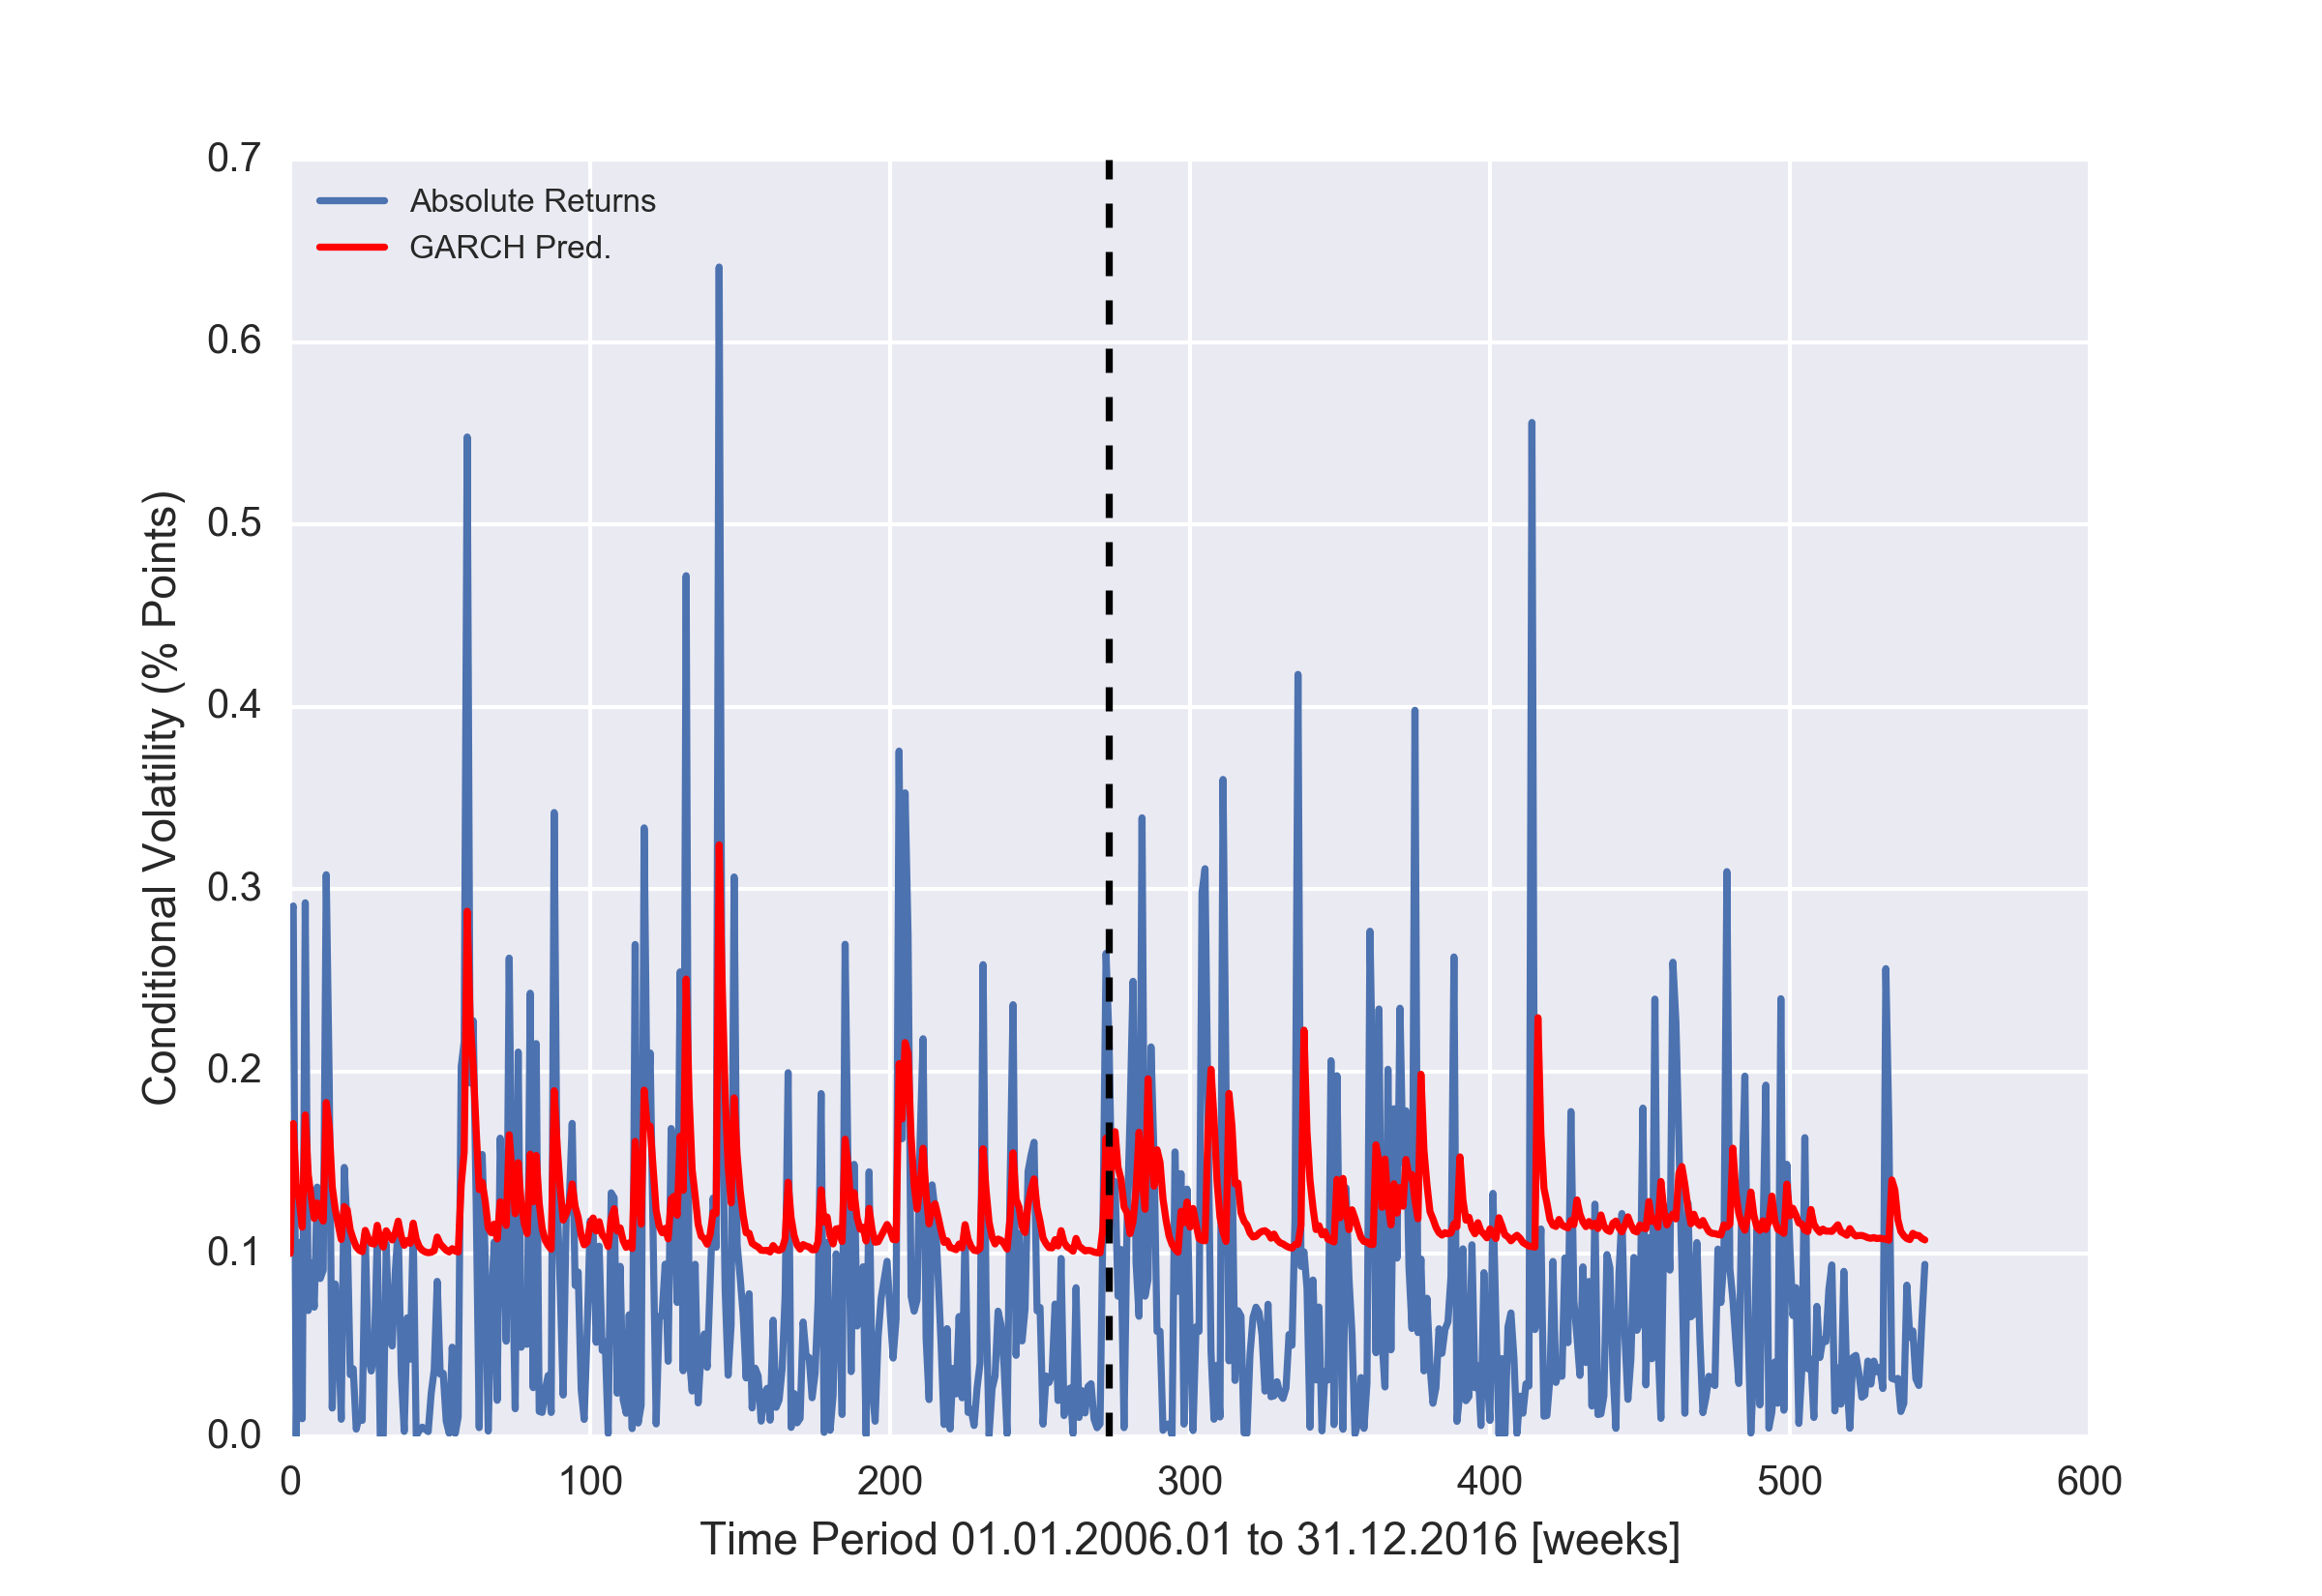 0.7
0.6
0.5
0.4
0.3
0.2
0.1
0.0
Conditional Volatility (% Points)
Absolute Returns
GARCH Pred.
0 100 200 300 400 500 600
Time Period 01.01.2006.01 to 31.12.2016 [weeks]